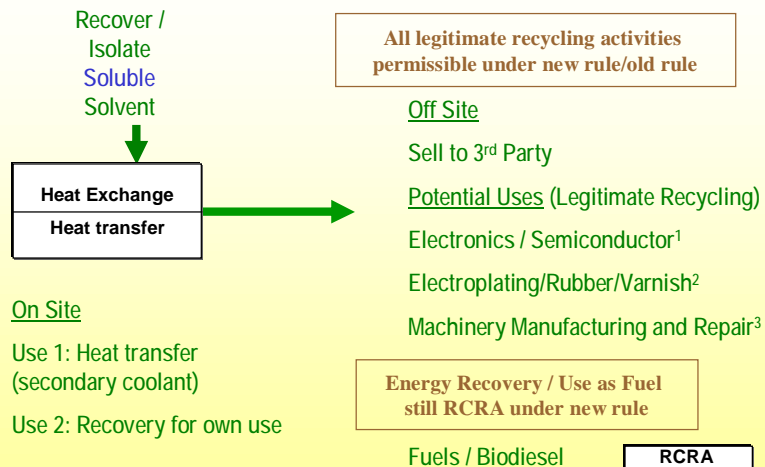 Recover /
Isolate
Soluble
Solvent
Heat Exchange
Heat transfer
On Site
Use 1: Heat transfer
(secondary coolant)
Use 2: Recovery for own use
All legitimate recycling activities
permissible under new rule/old rule
Off Site
Sell to 3rd Party
Potential Uses (Legitimate Recycling)
Electronics / Semiconductor1
Electroplating/Rubber/Varnish2
Machinery Manufacturing and Repair3
Energy Recovery / Use as Fuel
still RCRA under new rule
Fuels / Biodiesel
RCRA